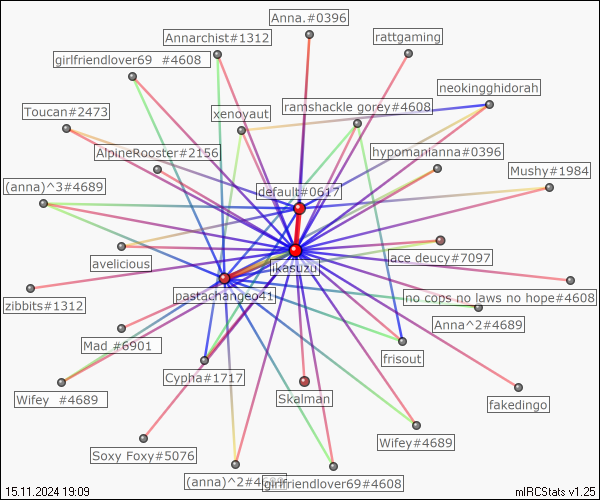 Anna.#0396
Annarchist#1312
rattgaming
girlfriendlover69 #4608
neokingghidorah
Toucan#2473
xenoyaut
ramshackle gorey#4608
AlpineRooster#2156
hypomanianna#0396
Mushy#1984
(anna)^3#4689
default#0617
avelicious
ace deucy#7097
Ikasuzu
pastachangeo41
no cops no laws no hope#4608
zibbits#1312
Anna^2#4689
Mad #6901
frisout
Cypha#1717
Wifey #4689
Skalman
fakedingo
Wifey#4689
Soxy Foxy#5076
(anna)^2#4
girlfriendlover69#4608
15.11.2024 19:09
mIRCStats v1.25